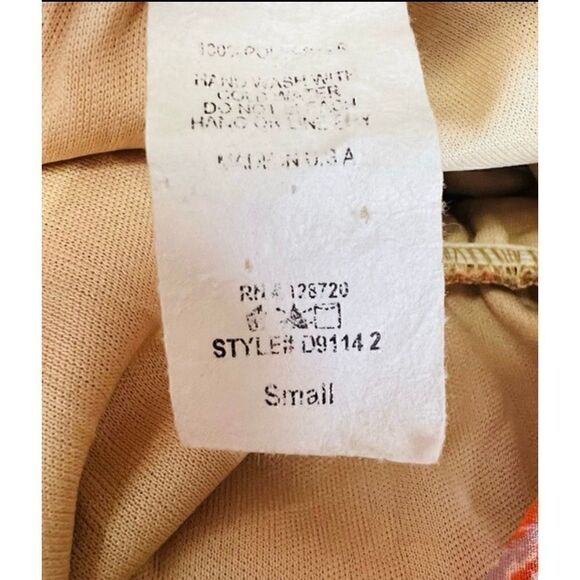 100% POLYESTER
HAND WASH WITH
COLD WATER
DO NOT BLEACH
HANG OR LINE DRY
MADE IN U.S.A
RN # 128720
STYLE# D9114 2
Small